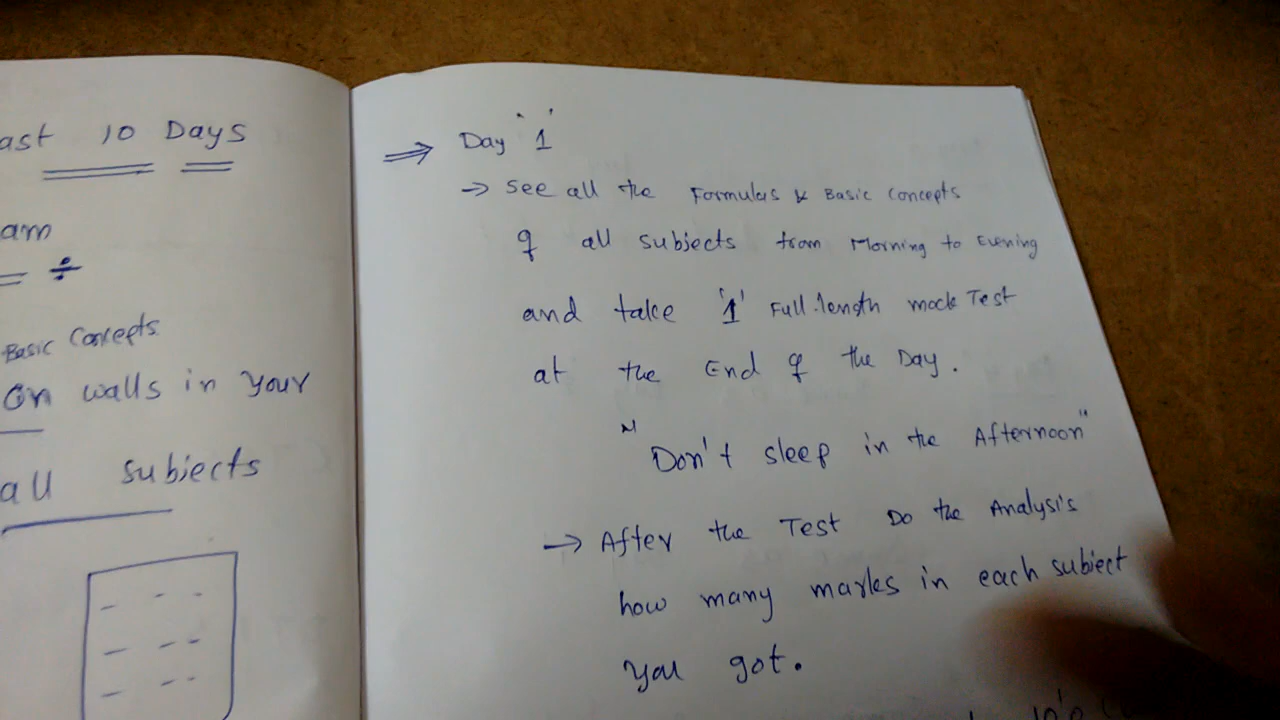 ast 10 Days
am
Basic Concepts
on walls in your
all subjects
⇒ Day '1'
→ See all the Formulas & Basic Concepts
of all subjects from Morning to Evening
and take '1' Full-length mock Test
at the End of the Day.
"Don't sleep in the Afternoon"
→ After the Test Do the Analysis
how many marks in each subject
you got.